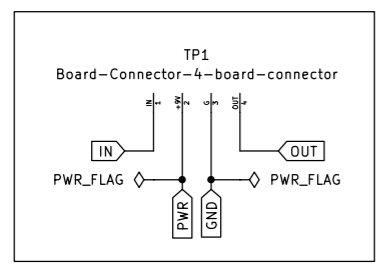 TP1
Board-Connector-4-board-connector
IN 1
+9V 2
G 3
OUT 4
IN
OUT
PWR_FLAG
PWR_FLAG
PWR
GND